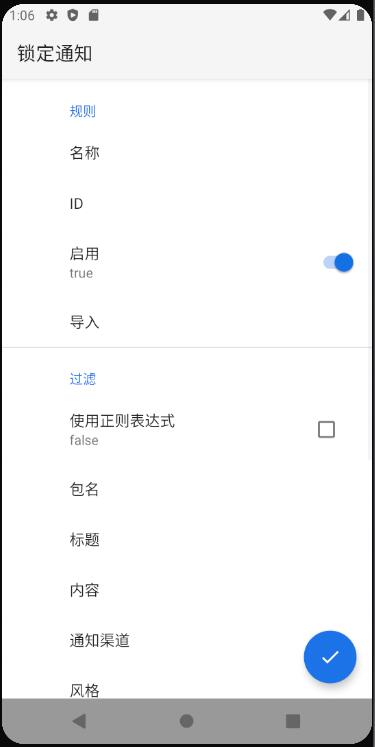 1:06
锁定通知
规则
名称
ID
启用
true
导入
过滤
使用正则表达式
false
包名
标题
内容
通知渠道
风格